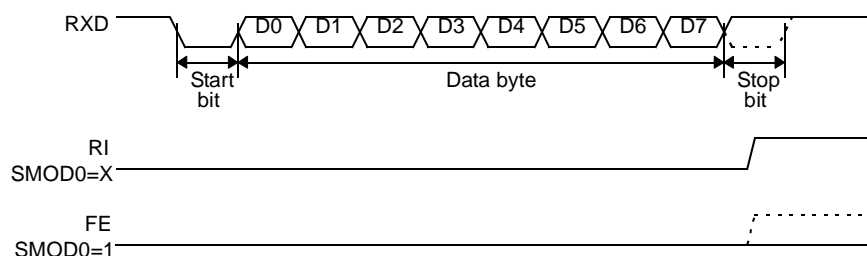 RXD
D0 D1 D2 D3 D4 D5 D6 D7
Start bit
Data byte
Stop bit
RI
SMOD0=X
FE
SMOD0=1